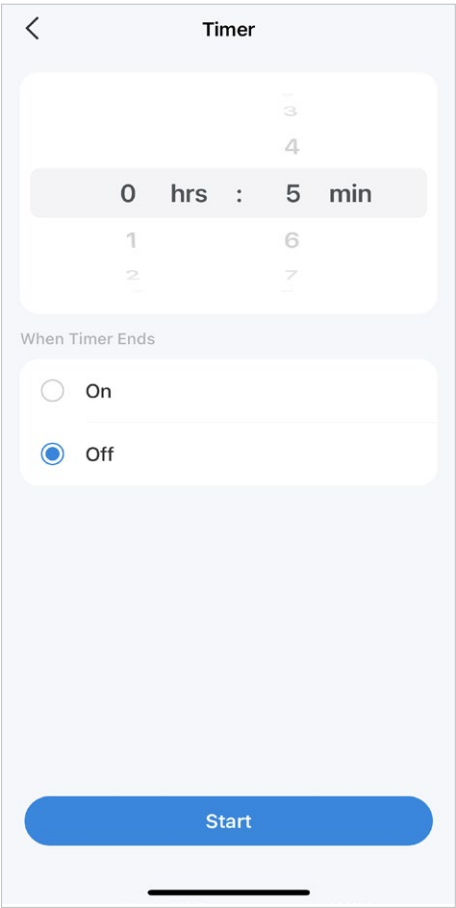 Timer
3
4
0 hrs : 5 min
1 6
2 7
When Timer Ends
On
Off
Start